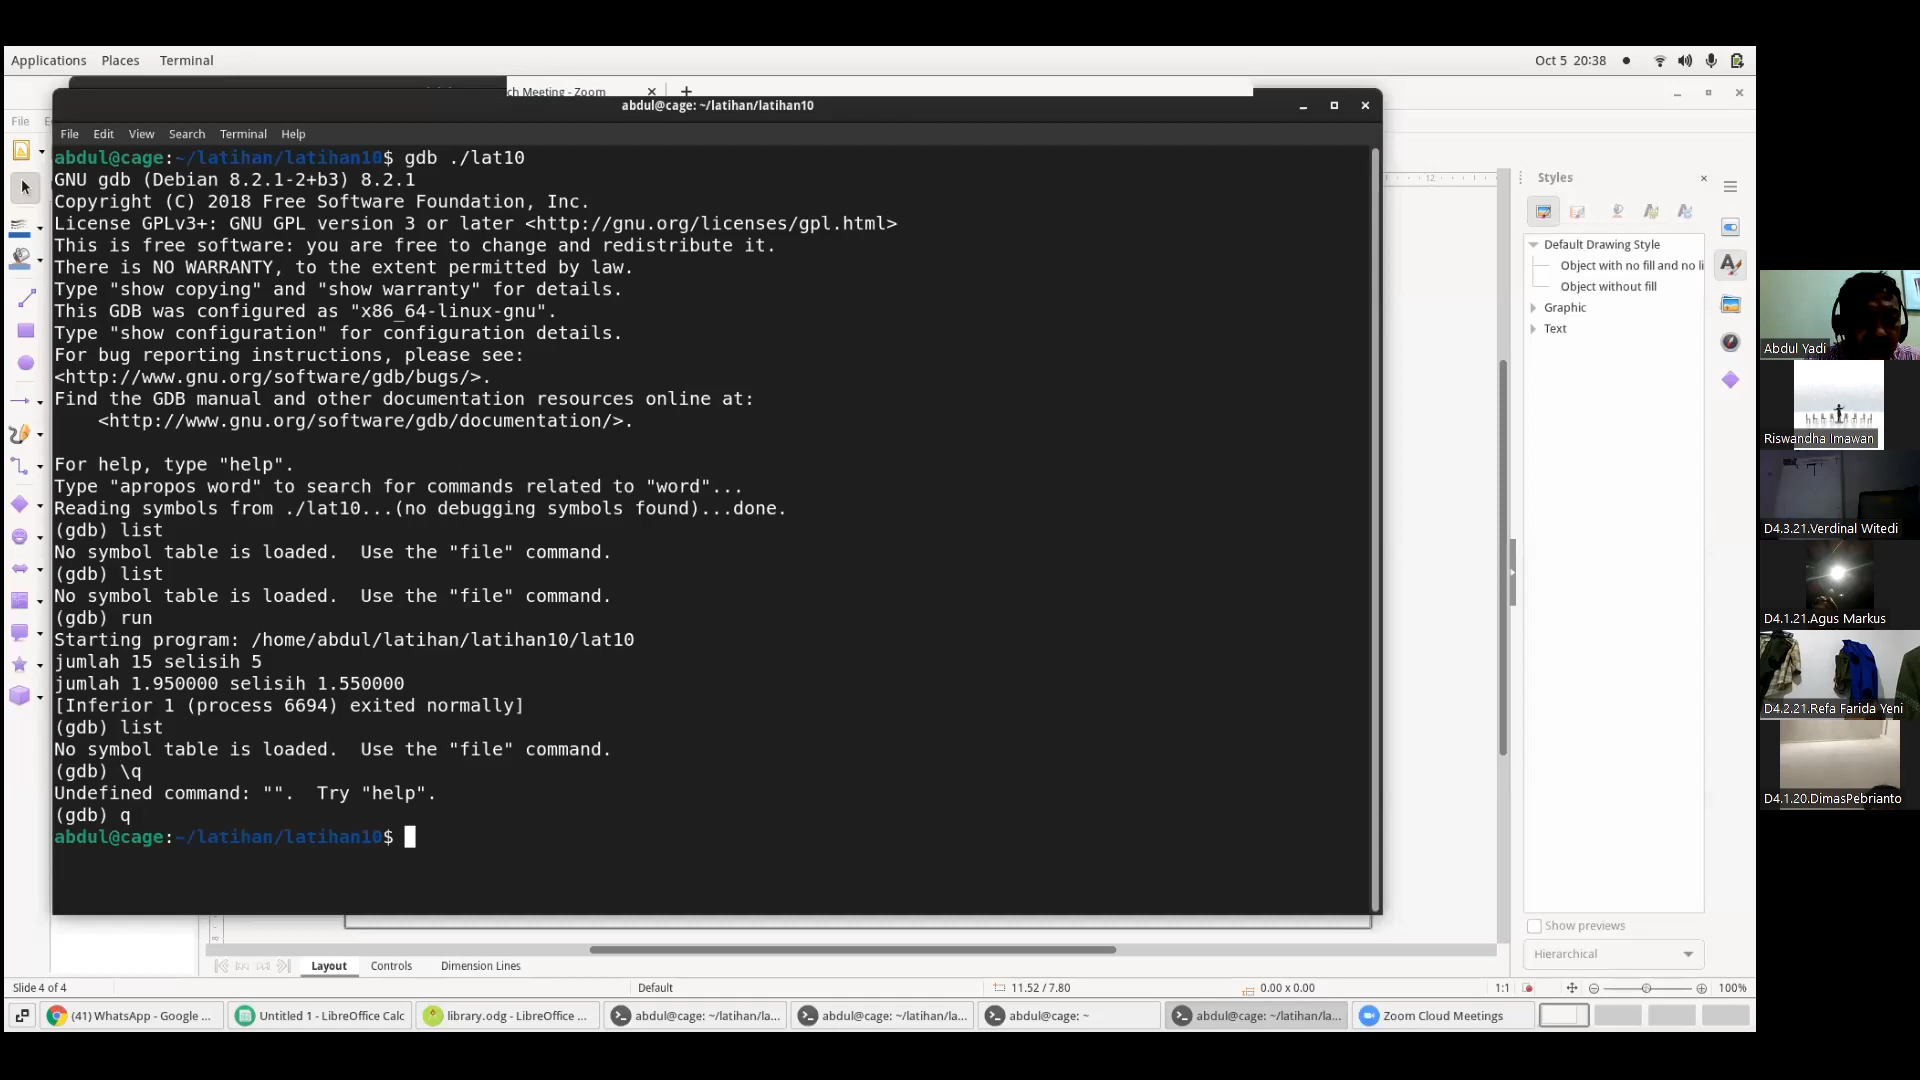 Applications Places Terminal
Oct 5 20:38
ch Meeting - Zoom
abdul@cage: ~/latihan/latihan10
File
File Edit View Search Terminal Help
abdul@cage:~/latihan/latihan10$ gdb ./lat10
GNU gdb (Debian 8.2.1-2+b3) 8.2.1
Copyright (C) 2018 Free Software Foundation, Inc.
License GPLv3+: GNU GPL version 3 or later <http://gnu.org/licenses/gpl.html>
This is free software: you are free to change and redistribute it.
There is NO WARRANTY, to the extent permitted by law.
Type "show copying" and "show warranty" for details.
This GDB was configured as "x86_64-linux-gnu".
Type "show configuration" for configuration details.
For bug reporting instructions, please see:
<http://www.gnu.org/software/gdb/bugs/>.
Find the GDB manual and other documentation resources online at:
    <http://www.gnu.org/software/gdb/documentation/>.
For help, type "help".
Type "apropos word" to search for commands related to "word"...
Reading symbols from ./lat10...(no debugging symbols found)...done.
(gdb) list
No symbol table is loaded.  Use the "file" command.
(gdb) list
No symbol table is loaded.  Use the "file" command.
(gdb) run
Starting program: /home/abdul/latihan/latihan10/lat10
jumlah 15 selisih 5
jumlah 1.950000 selisih 1.550000
[Inferior 1 (process 6694) exited normally]
(gdb) list
No symbol table is loaded.  Use the "file" command.
(gdb) \q
Undefined command: "".  Try "help".
(gdb) q
abdul@cage:~/latihan/latihan10$
12
Styles
Default Drawing Style
Object with no fill and no li
Object without fill
Graphic
Text
Show previews
Hierarchical
Abdul Yadi
Riswandha Imawan
D4.3.21.Verdinal Witedi
D4.1.21.Agus Markus
D4.2.21.Refa Farida Yeni
D4.1.20.DimasPebrianto
Layout Controls Dimension Lines
Slide 4 of 4 Default 11.52 / 7.80 0.00 x 0.00 1:1 100%
(41) WhatsApp - Google ... Untitled 1 - LibreOffice Calc library.odg - LibreOffice ... abdul@cage: ~/latihan/la... abdul@cage: ~/latihan/la... abdul@cage: ~ abdul@cage: ~/latihan/la... Zoom Cloud Meetings